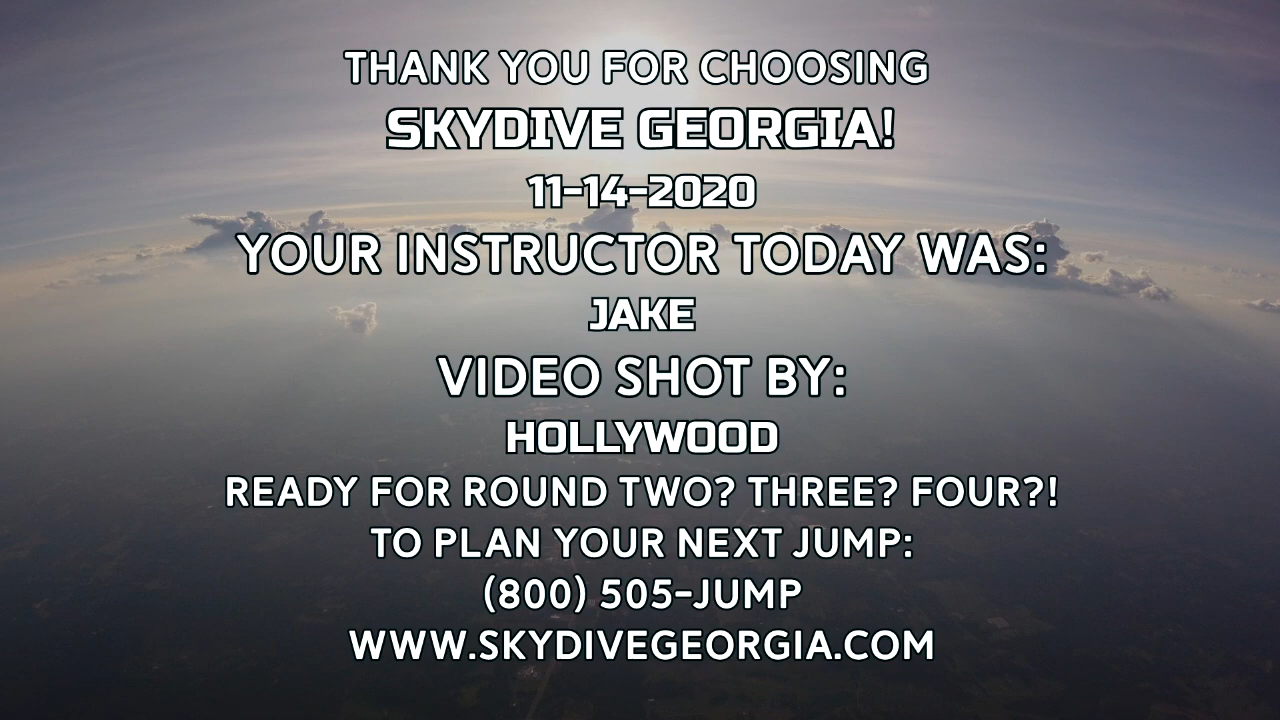 THANK YOU FOR CHOOSING
SKYDIVE GEORGIA!
11-14-2020
YOUR INSTRUCTOR TODAY WAS:
JAKE
VIDEO SHOT BY:
HOLLYWOOD
READY FOR ROUND TWO? THREE? FOUR?!
TO PLAN YOUR NEXT JUMP:
(800) 505-JUMP
WWW.SKYDIVEGEORGIA.COM